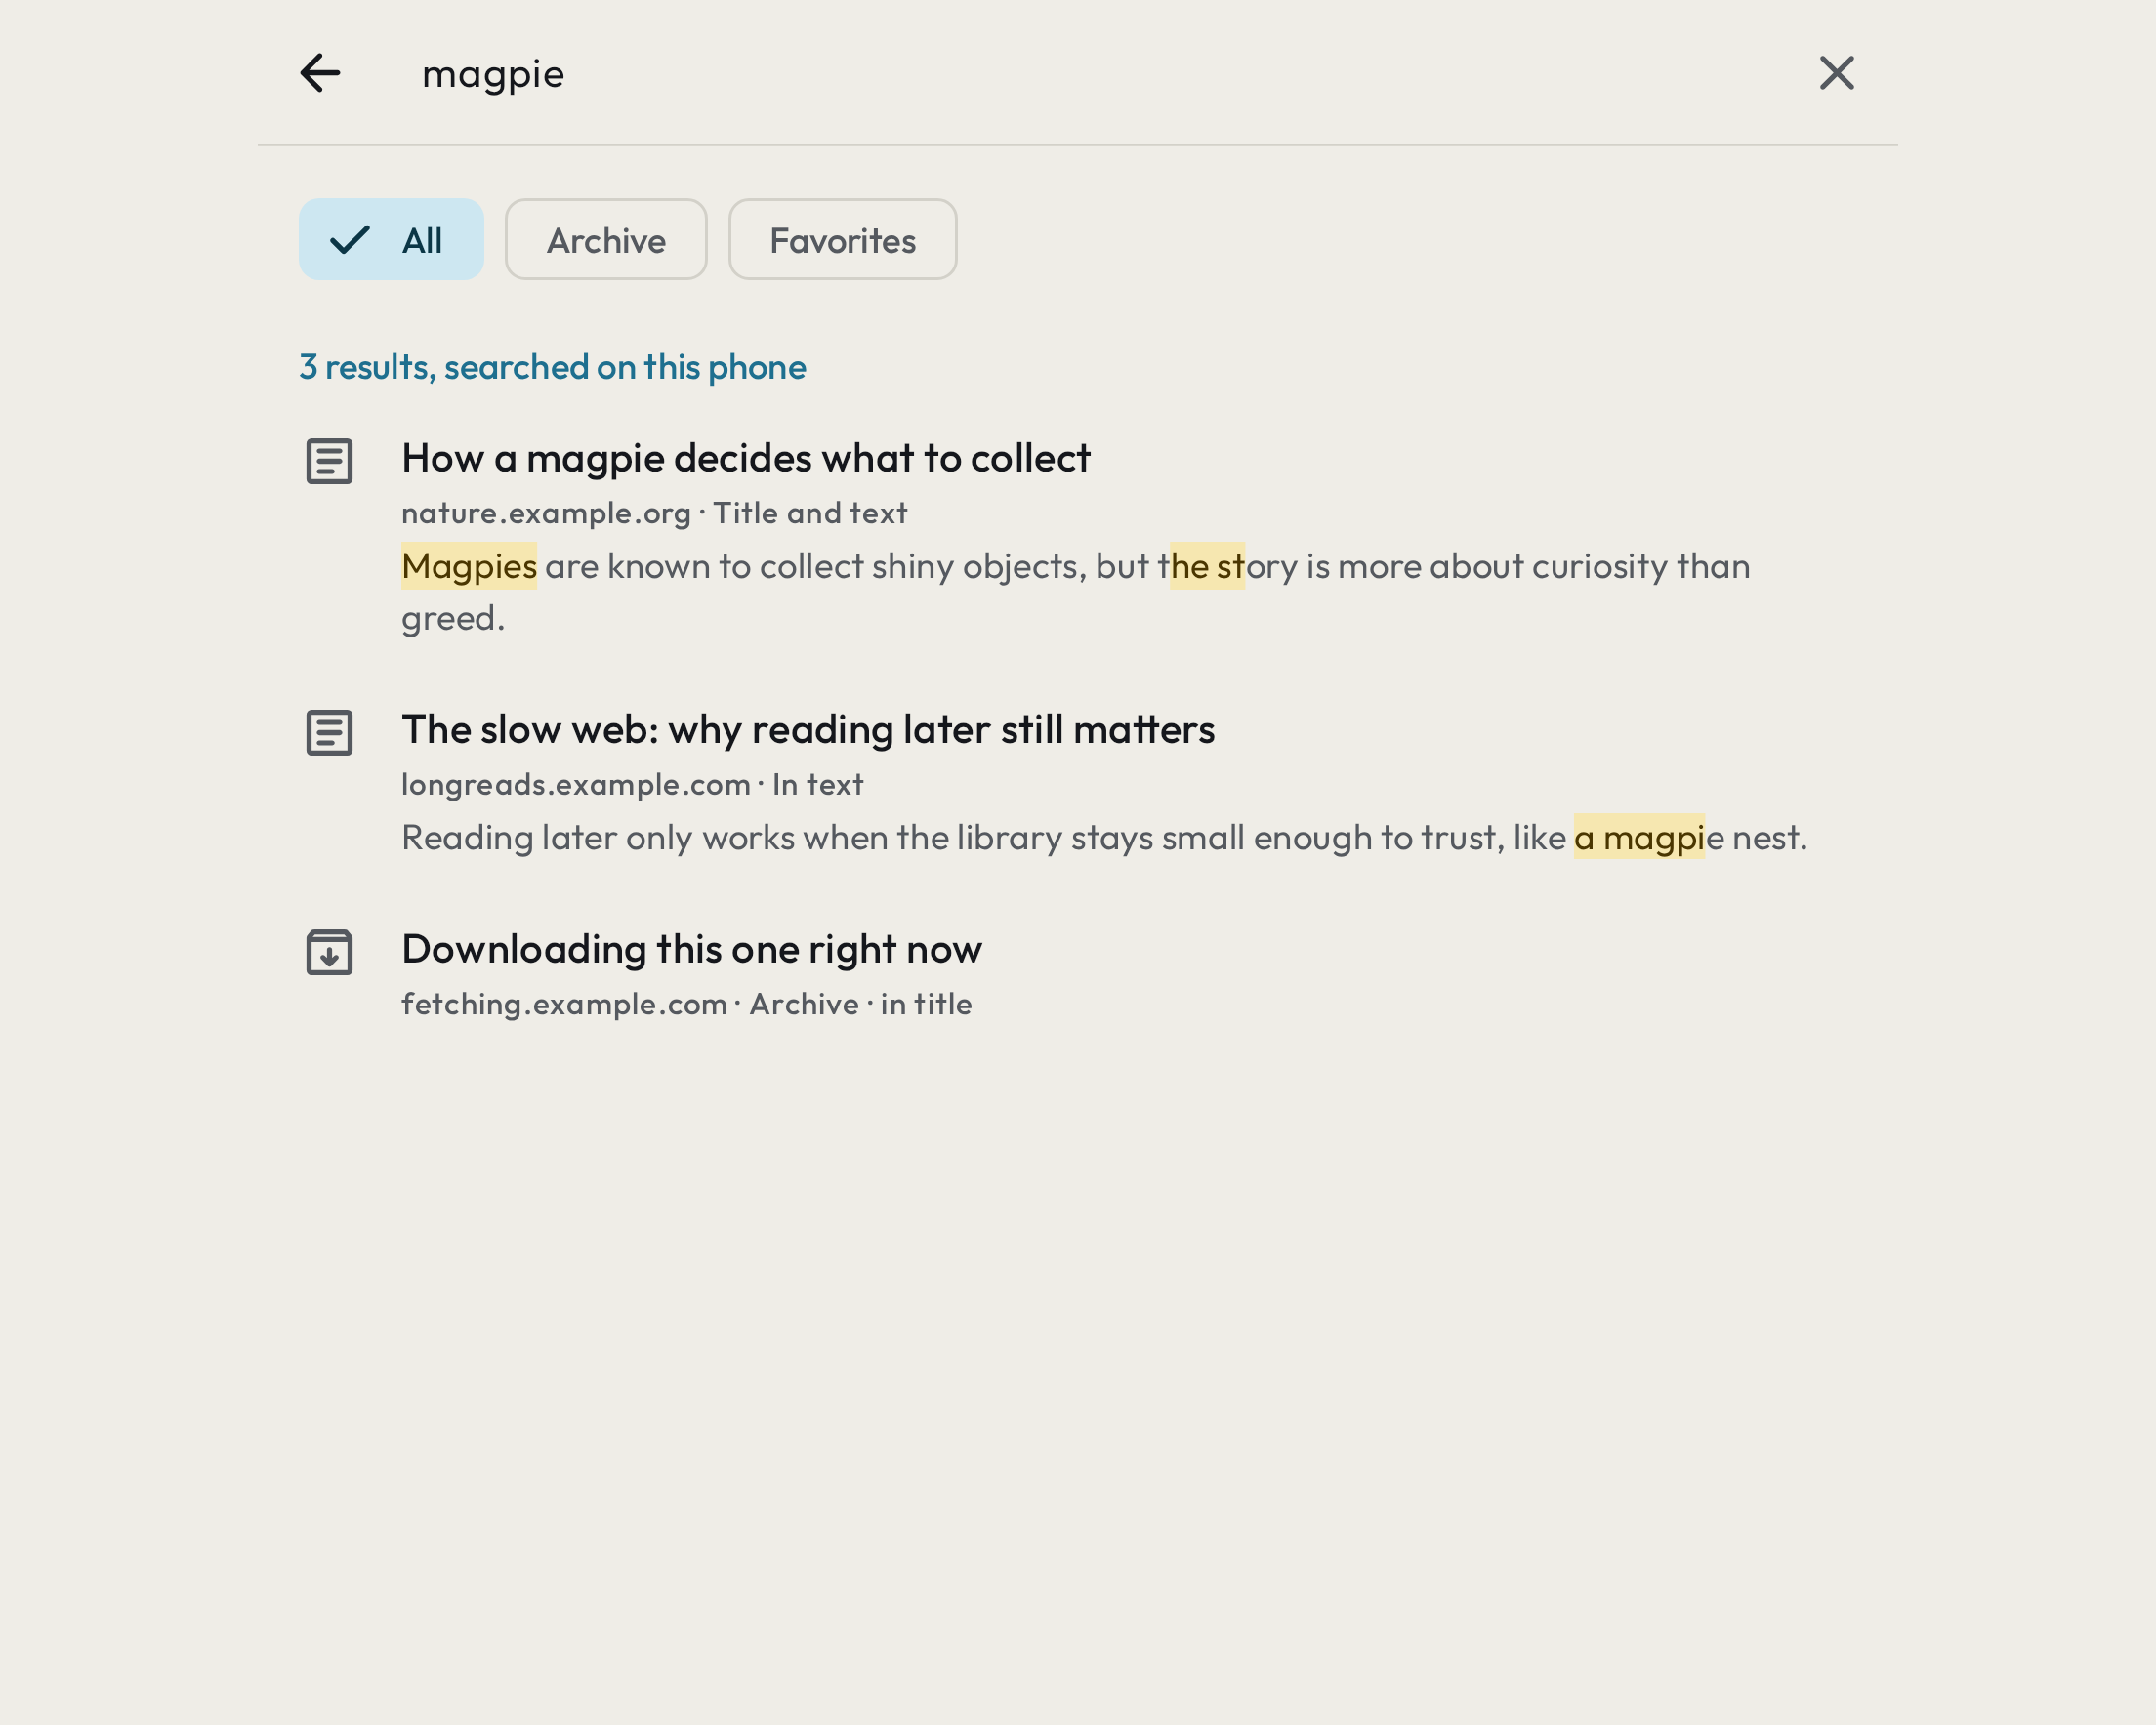 magpie
All
Archive
Favorites
3 results, searched on this phone
How a magpie decides what to collect
nature.example.org · Title and text
Magpies are known to collect shiny objects, but the story is more about curiosity than
greed.
The slow web: why reading later still matters
longreads.example.com · In text
Reading later only works when the library stays small enough to trust, like a magpie nest.
Downloading this one right now
fetching.example.com · Archive · in title